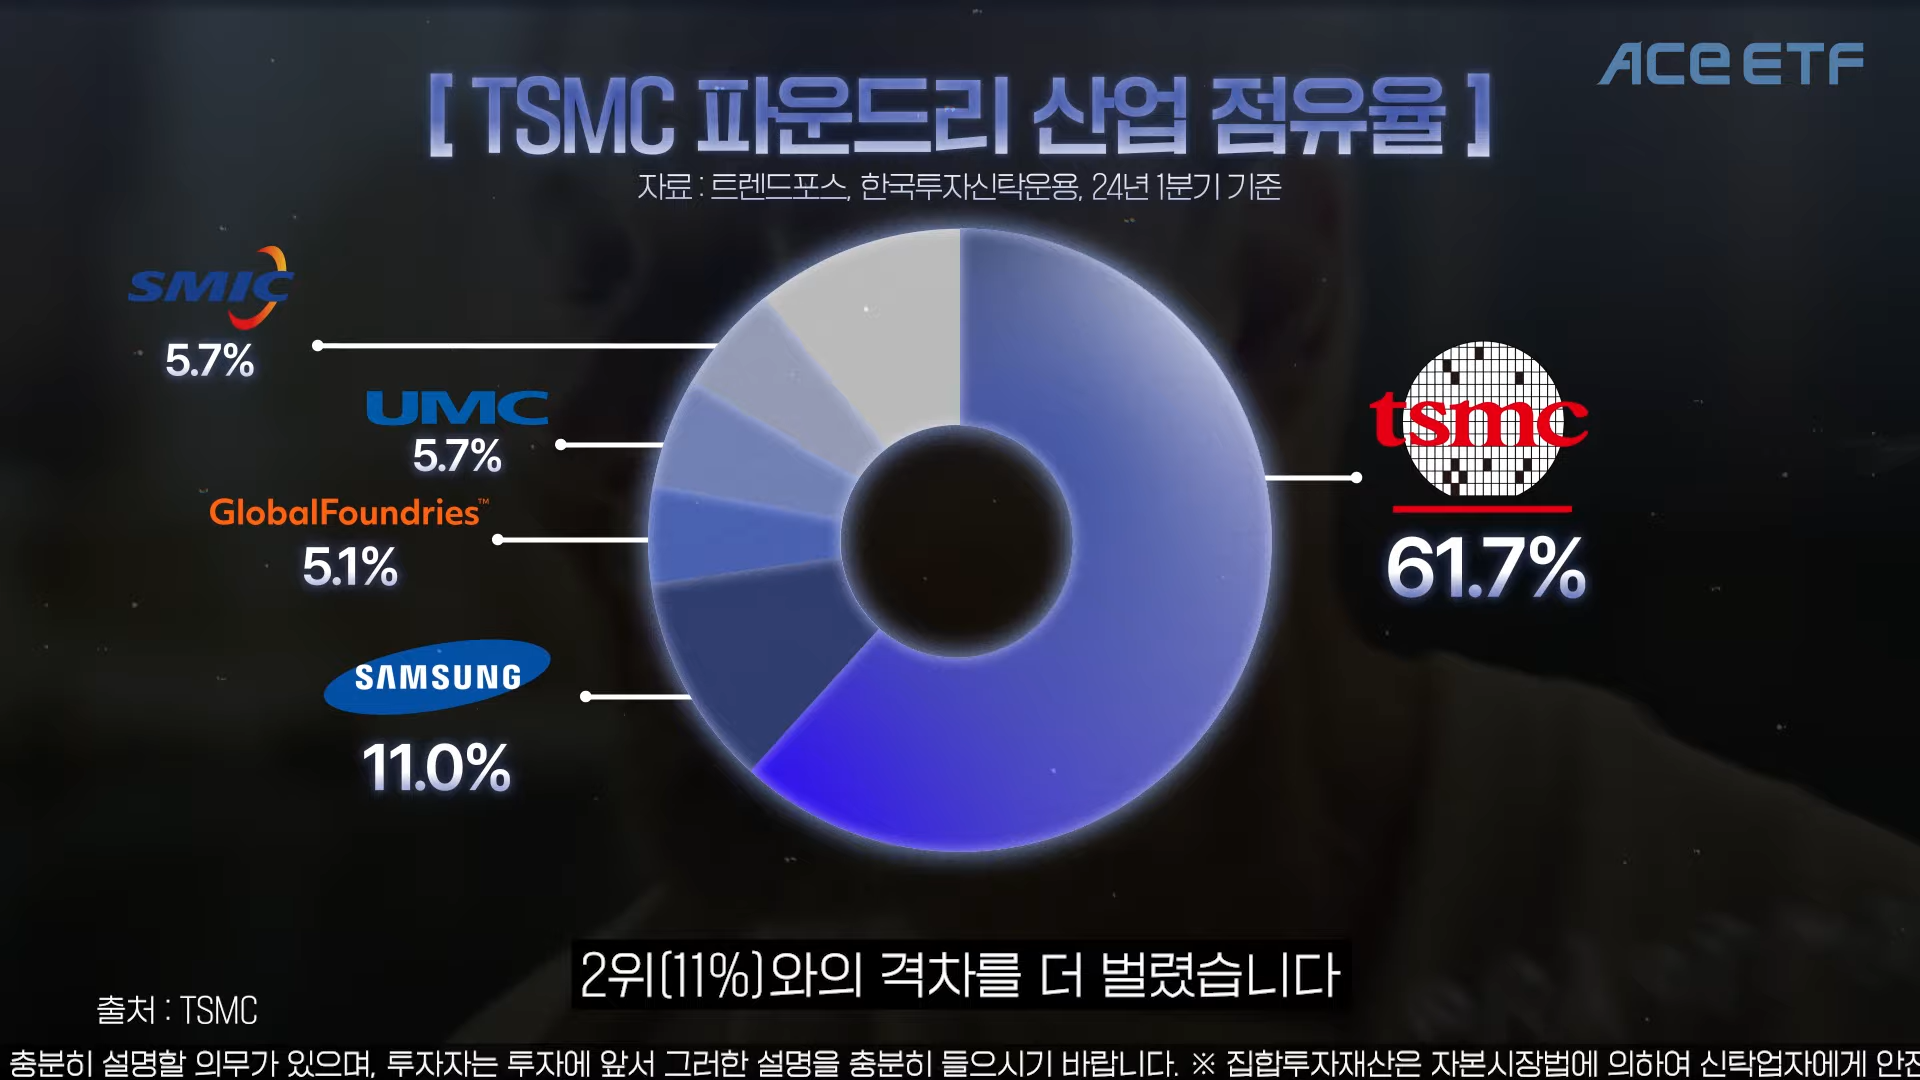 ACE ETF
[ TSMC 파운드리 산업 점유율 ]
자료 : 트렌드포스, 한국투자신탁운용, 24년 1분기 기준
SMIC
5.7%
UMC
5.7%
GlobalFoundries™
5.1%
SAMSUNG
11.0%
tsmc
61.7%
2위(11%)와의 격차를 더 벌렸습니다
출처 : TSMC
충분히 설명할 의무가 있으며, 투자자는 투자에 앞서 그러한 설명을 충분히 들으시기 바랍니다. ※ 집합투자재산은 자본시장법에 의하여 신탁업자에게 안전